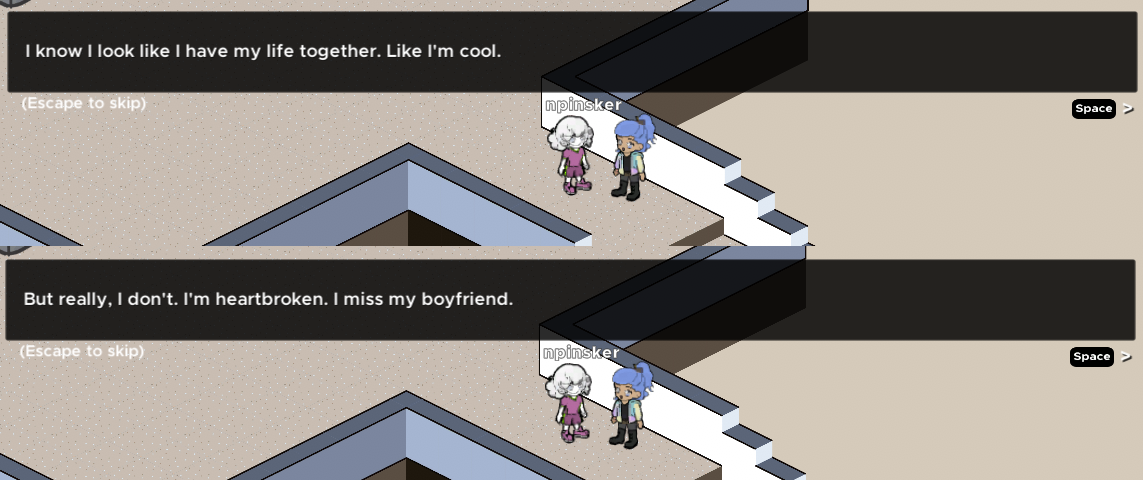 I know I look like I have my life together. Like I'm cool.
(Escape to skip)
npinsker
Space >
But really, I don't. I'm heartbroken. I miss my boyfriend.
(Escape to skip)
npinsker
Space >